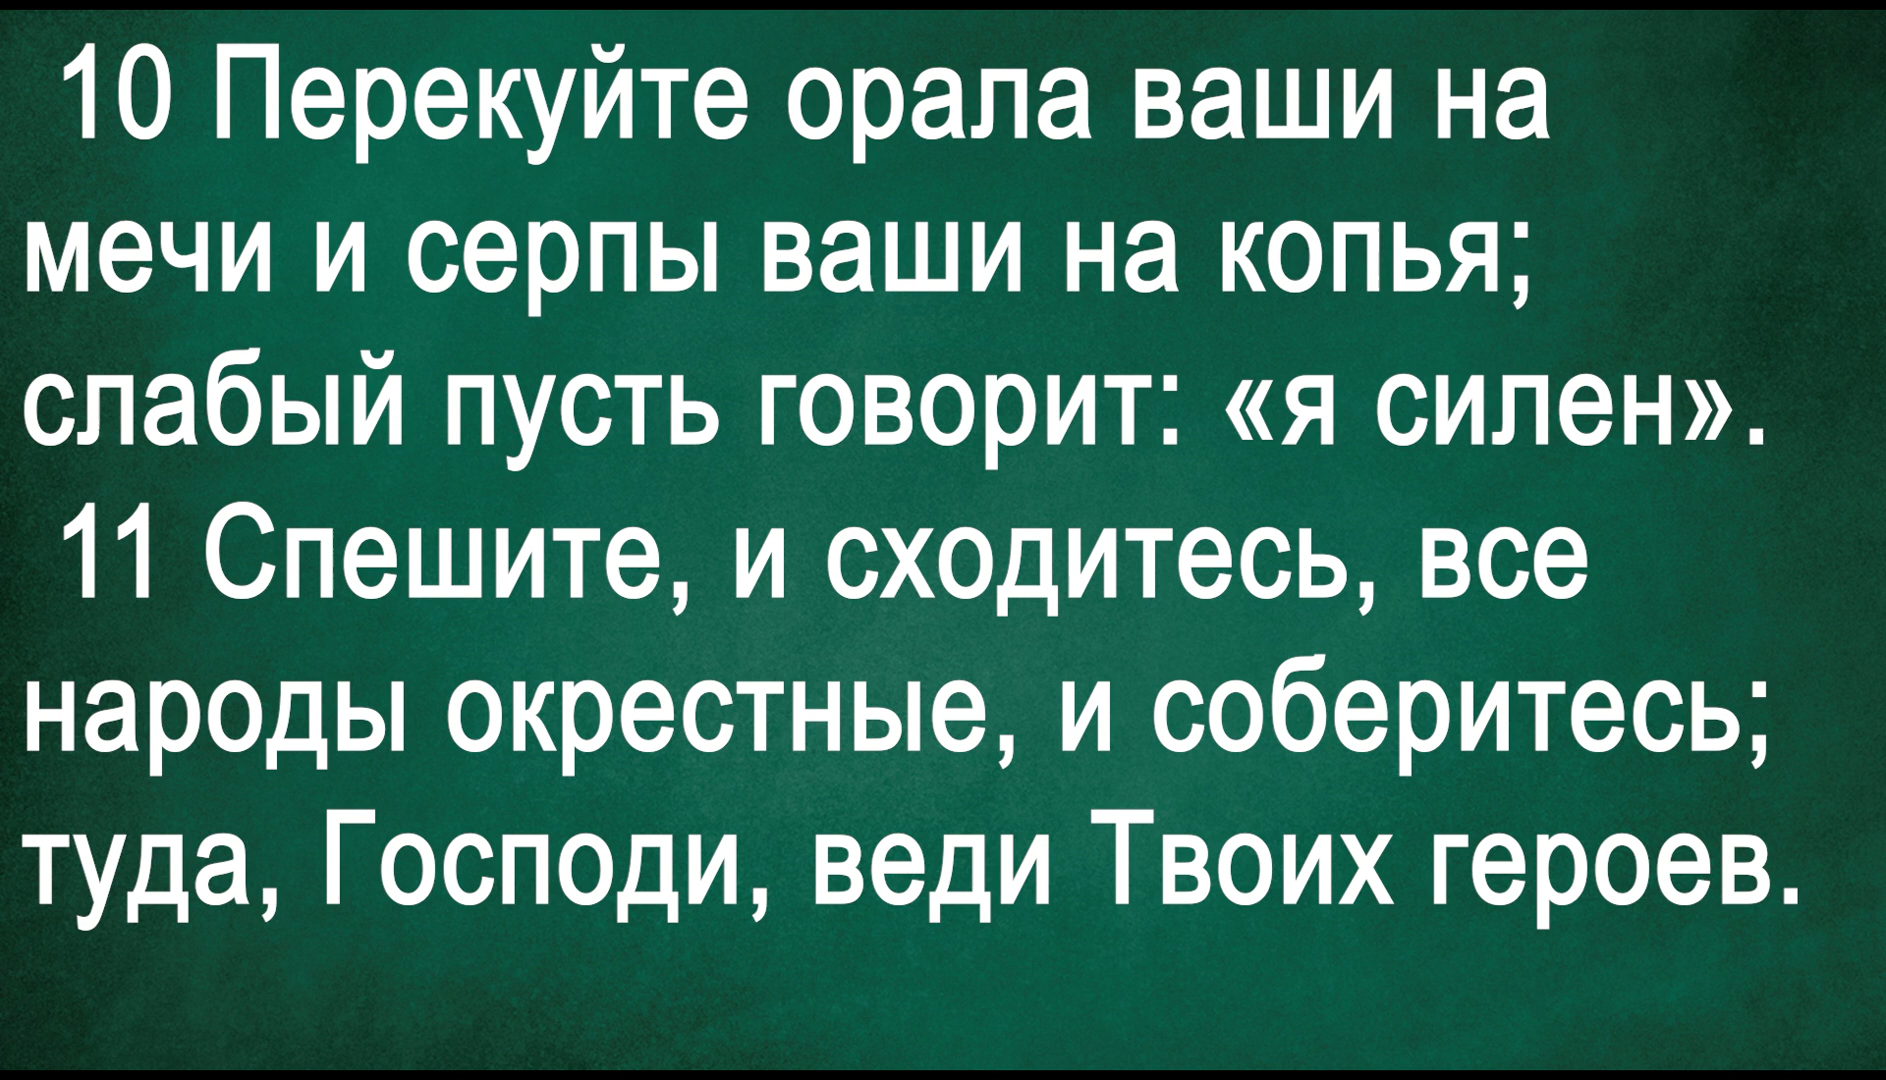 10 Перекуйте орала ваши на
мечи и серпы ваши на копья;
слабый пусть говорит: «я силен».
11 Спешите, и сходитесь, все
народы окрестные, и соберитесь;
туда, Господи, веди Твоих героев.